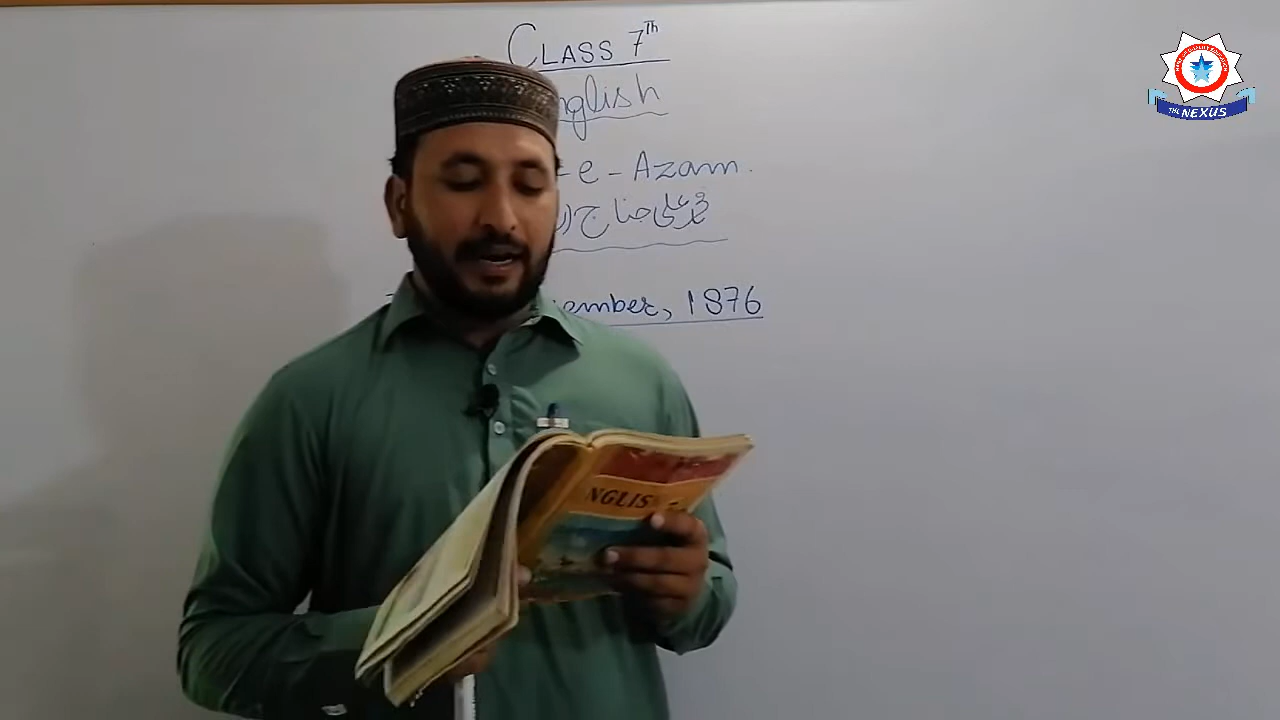 CLASS 7th
nglish
- e - Azam.
محمد علی جناح
ember, 1876
NGLIS
THE NEXUS